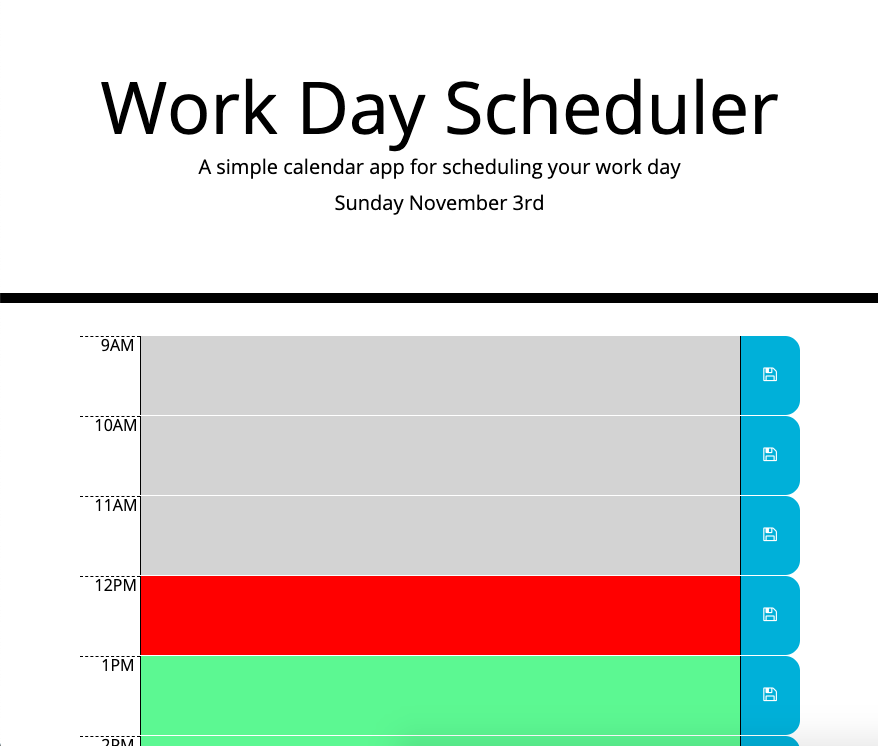 Work Day Scheduler
A simple calendar app for scheduling your work day
Sunday November 3rd
9AM
10AM
11AM
12PM
1PM
2PM